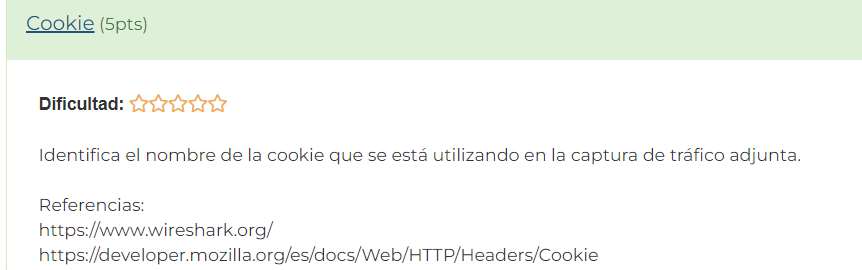 Cookie (5pts)
Dificultad:
Identifica el nombre de la cookie que se está utilizando en la captura de tráfico adjunta.
Referencias:
https://www.wireshark.org/
https://developer.mozilla.org/es/docs/Web/HTTP/Headers/Cookie